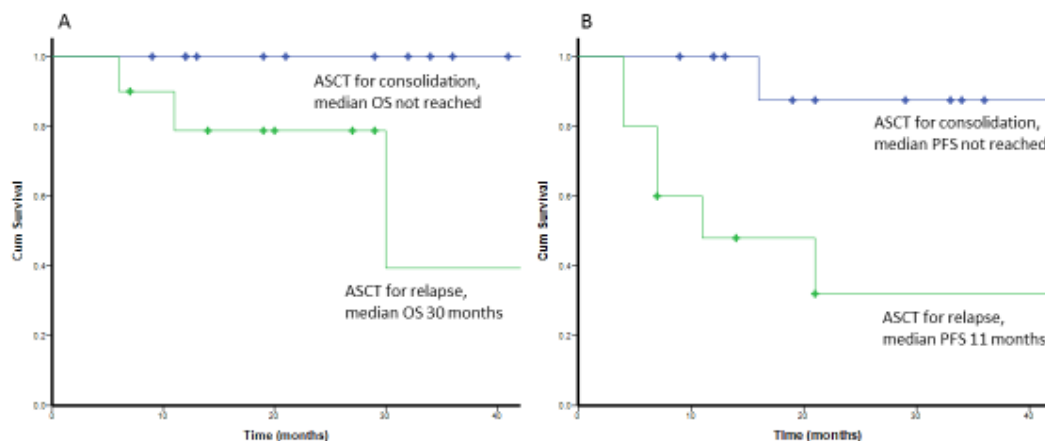 A
1.0
0.8
0.6
0.4
0.2
0.0
Cum Survival
ASCT for consolidation,
median OS not reached
ASCT for relapse,
median OS 30 months
0 10 20 30 40
Time (months)
B
1.0
0.8
0.6
0.4
0.2
0.0
Cum Survival
ASCT for consolidation,
median PFS not reached
ASCT for relapse,
median PFS 11 months
0 10 20 30 40
Time (months)